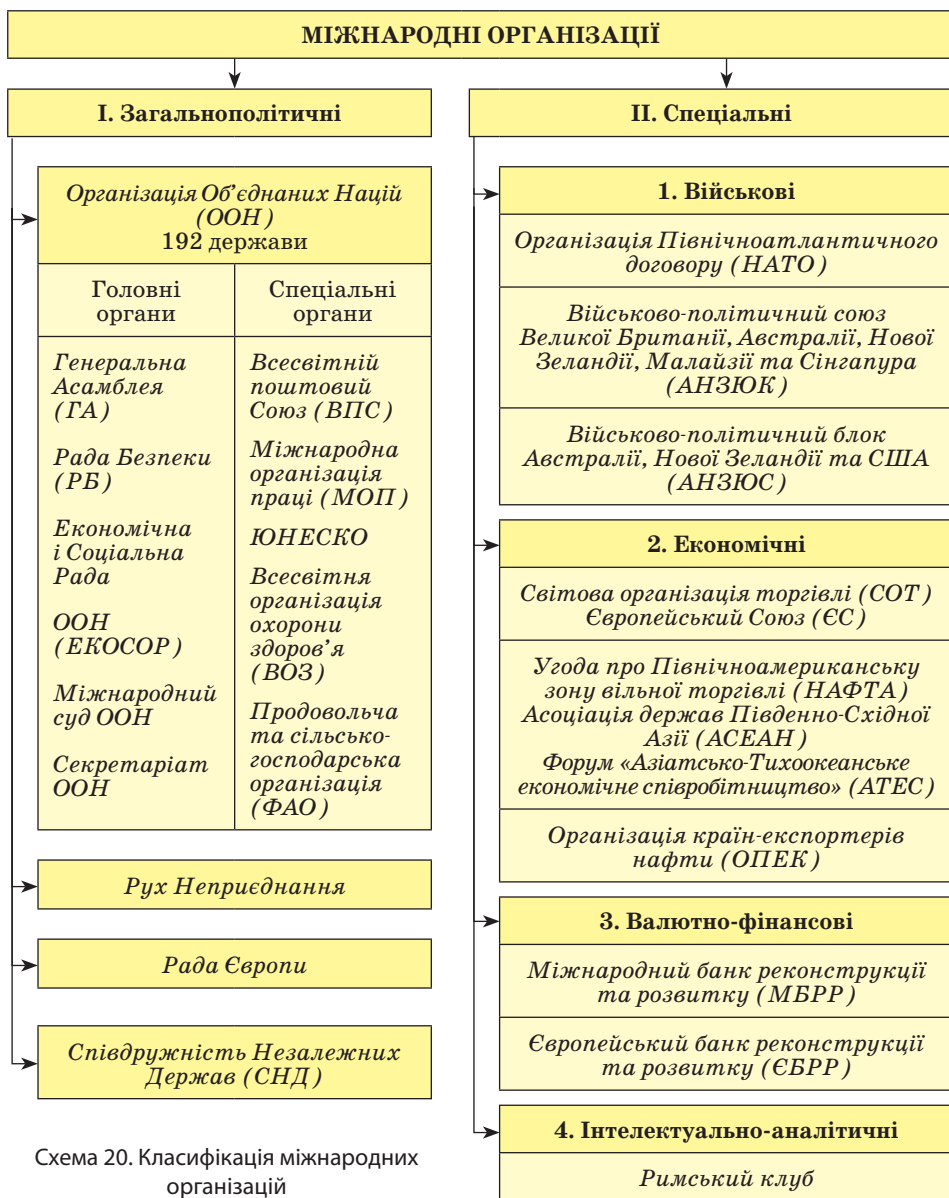 МІЖНАРОДНІ ОРГАНІЗАЦІЇ
І. Загальнополітичні
Організація Об’єднаних Націй
(ООН)
192 держави
Головні
органи
Генеральна
Асамблея
(ГА)
Рада Безпеки
(РБ)
Економічна
і Соціальна
Рада
ООН
(ЕКОСОР)
Міжнародний
суд ООН
Секретаріат
ООН
Спеціальні
органи
Всесвітній
поштовий
Союз (ВПС)
Міжнародна
організація
праці (МОП)
ЮНЕСКО
Всесвітня
організація
охорони
здоров’я
(ВОЗ)
Продовольча
та сільсько-
господарська
організація
(ФАО)
Рух Неприєднання
Рада Європи
Співдружність Незалежних
Держав (СНД)
Схема 20. Класифікація міжнародних
організацій
ІІ. Спеціальні
1. Військові
Організація Північноатлантичного
договору (НАТО)
Військово-політичний союз
Великої Британії, Австралії, Нової
Зеландії, Малайзії та Сінгапура
(АНЗЮК)
Військово-політичний блок
Австралії, Нової Зеландії та США
(АНЗЮС)
2. Економічні
Світова організація торгівлі (СОТ)
Європейський Союз (ЄС)
Угода про Північноамериканську
зону вільної торгівлі (НАФТА)
Асоціація держав Південно-Східної
Азії (АСЕАН)
Форум «Азіатсько-Тихоокеанське
економічне співробітництво» (АТЕС)
Організація країн-експортерів
нафти (ОПЕК)
3. Валютно-фінансові
Міжнародний банк реконструкції
та розвитку (МБРР)
Європейський банк реконструкції
та розвитку (ЄБРР)
4. Інтелектуально-аналітичні
Римський клуб